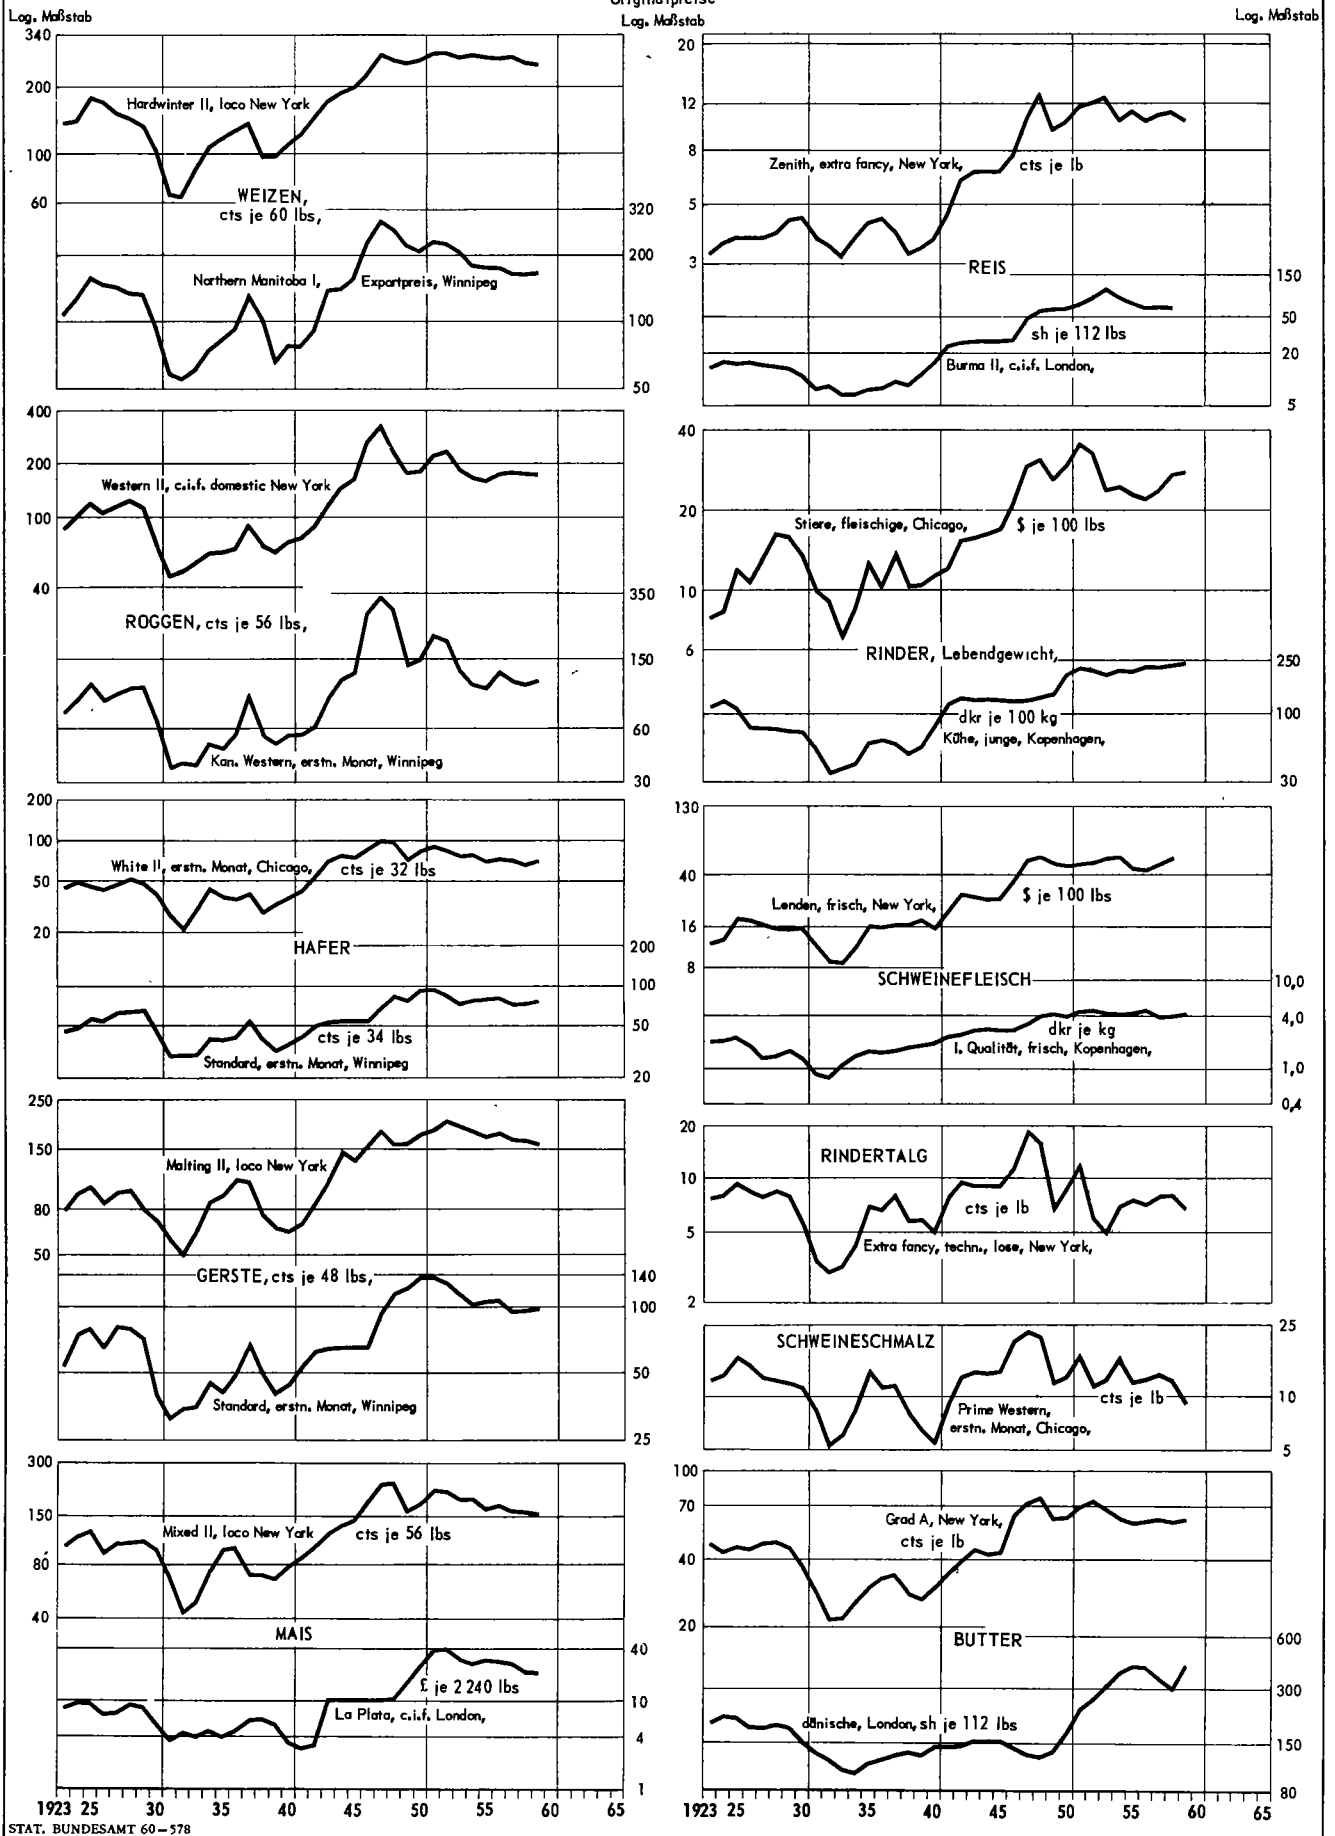 Originalpreise
Log. Maßstab
Log. Maßstab
Log. Maßstab
340
200
100
60
Hardwinter II, loco New York
WEIZEN,
cts je 60 lbs,
320
200
100
50
Northern Manitoba I, Exportpreis, Winnipeg
400
200
100
40
Western II, c.i.f. domestic New York
ROGGEN, cts je 56 lbs,
350
150
60
30
Kan. Western, erstn. Monat, Winnipeg
200
100
50
20
White II, erstn. Monat, Chicago, cts je 32 lbs
HAFER
200
100
50
20
cts je 34 lbs
Standard, erstn. Monat, Winnipeg
250
150
80
50
Malting II, loco New York
GERSTE, cts je 48 lbs,
140
100
50
25
Standard, erstn. Monat, Winnipeg
300
150
80
40
Mixed II, loco New York cts je 56 lbs
MAIS
40
10
4
1
£ je 2 240 lbs
La Plata, c.i.f. London,
1923 25 30 35 40 45 50 55 60 65
STAT. BUNDESAMT 60–578
20
12
8
5
3
Zenith, extra fancy, New York, cts je lb
REIS
150
50
20
5
sh je 112 lbs
Burma II, c.i.f. London,
40
20
10
6
Stiere, fleischige, Chicago, $ je 100 lbs
RINDER, Lebendgewicht,
250
100
30
dkr je 100 kg
Kühe, junge, Kopenhagen,
130
40
16
8
Lenden, frisch, New York, $ je 100 lbs
SCHWEINEFLEISCH
10,0
4,0
1,0
0,4
dkr je kg
I. Qualität, frisch, Kopenhagen,
20
10
5
2
RINDERTALG
cts je lb
Extra fancy, techn., lose, New York,
SCHWEINESCHMALZ
25
10
5
cts je lb
Prime Western,
erstn. Monat, Chicago,
100
70
40
20
Grad A, New York,
cts je lb
BUTTER
600
300
150
80
dänische, London, sh je 112 lbs
1923 25 30 35 40 45 50 55 60 65